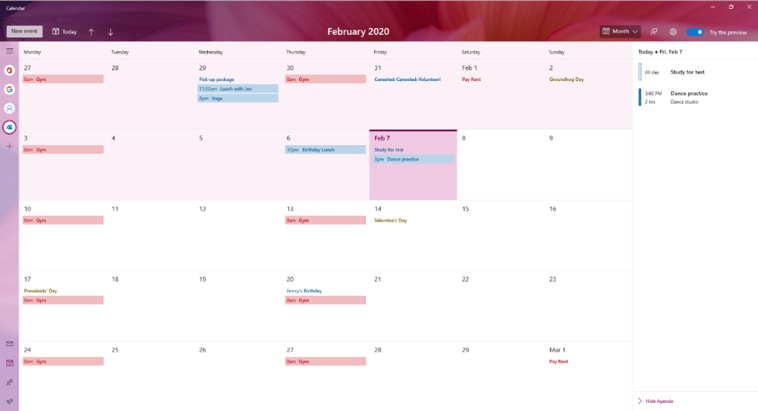 Calendar
New event
Today
February 2020
Month
Try the preview
Monday Tuesday Wednesday Thursday Friday Saturday Sunday
27 28 29 30 31 Feb 1 2
8am Gym
Pick-up package
11:30am Lunch with Jen
5pm Yoga
8am Gym
Canceled: Canceled: Volunteer!
Pay Rent
Groundhog Day
3 4 5 6 Feb 7 8 9
8am Gym
12pm Birthday Lunch
Study for test
3pm Dance practice
10 11 12 13 14 15 16
8am Gym
8am Gym
Valentine's Day
17 18 19 20 21 22 23
Presidents' Day
8am Gym
Jenny's Birthday
8am Gym
24 25 26 27 28 29 Mar 1
8am Gym
8am Gym
Pay Rent
Today • Fri, Feb 7
All day Study for test
3:00 PM Dance practice
2 hrs Dance studio
Hide Agenda